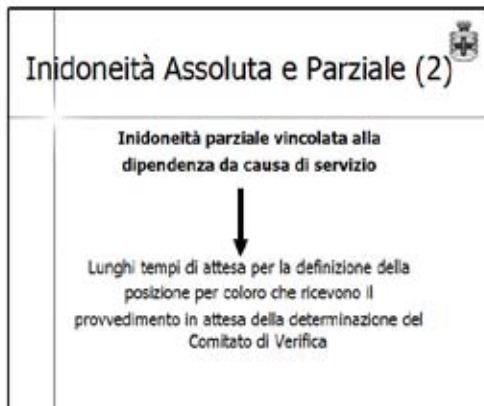 Inidoneità Assoluta e Parziale (2)
Inidoneità parziale vincolata alla
dipendenza da causa di servizio
Lunghi tempi di attesa per la definizione della
posizione per coloro che ricevono il
provvedimento in attesa della determinazione del
Comitato di Verifica